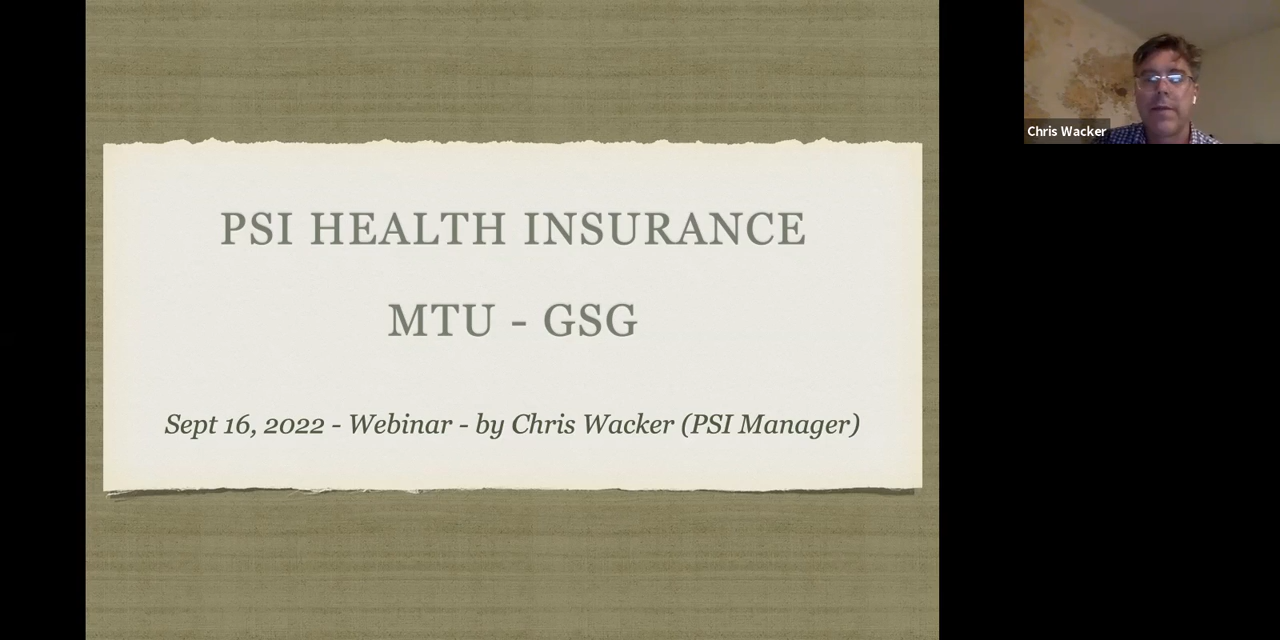 PSI HEALTH INSURANCE
MTU - GSG
Sept 16, 2022 - Webinar - by Chris Wacker (PSI Manager)
Chris Wacker